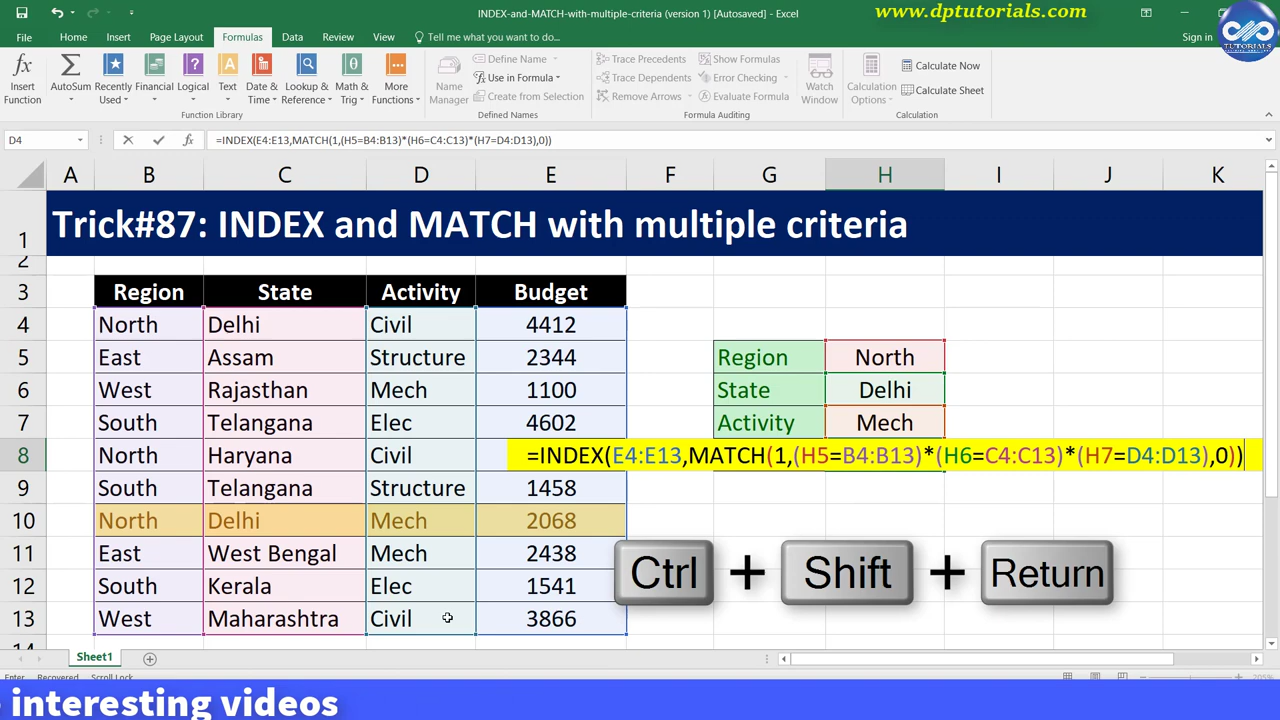 INDEX-and-MATCH-with-multiple-criteria (version 1) [Autosaved] - Excel
www.dptutorials.com
File Home Insert Page Layout Formulas Data Review View Tell me what you want to do... Sign in
TUTORIALS
Insert Function
AutoSum
Recently Used
Financial
Logical
Text
Date & Time
Lookup & Reference
Math & Trig
More Functions
Function Library
Name Manager
Define Name
Use in Formula
Create from Selection
Defined Names
Trace Precedents
Trace Dependents
Remove Arrows
Show Formulas
Error Checking
Evaluate Formula
Formula Auditing
Watch Window
Calculation Options
Calculate Now
Calculate Sheet
Calculation
D4 fx =INDEX(E4:E13,MATCH(1,(H5=B4:B13)*(H6=C4:C13)*(H7=D4:D13),0))
A B C D E F G H I J K
1 Trick#87: INDEX and MATCH with multiple criteria
2
3 Region State Activity Budget
4 North Delhi Civil 4412
5 East Assam Structure 2344 Region North
6 West Rajasthan Mech 1100 State Delhi
7 South Telangana Elec 4602 Activity Mech
8 North Haryana Civil =INDEX(E4:E13,MATCH(1,(H5=B4:B13)*(H6=C4:C13)*(H7=D4:D13),0))
9 South Telangana Structure 1458
10 North Delhi Mech 2068
11 East West Bengal Mech 2438
12 South Kerala Elec 1541
13 West Maharashtra Civil 3866
Ctrl + Shift + Return
Sheet1
Enter Recovered Scroll Lock 205%
interesting videos